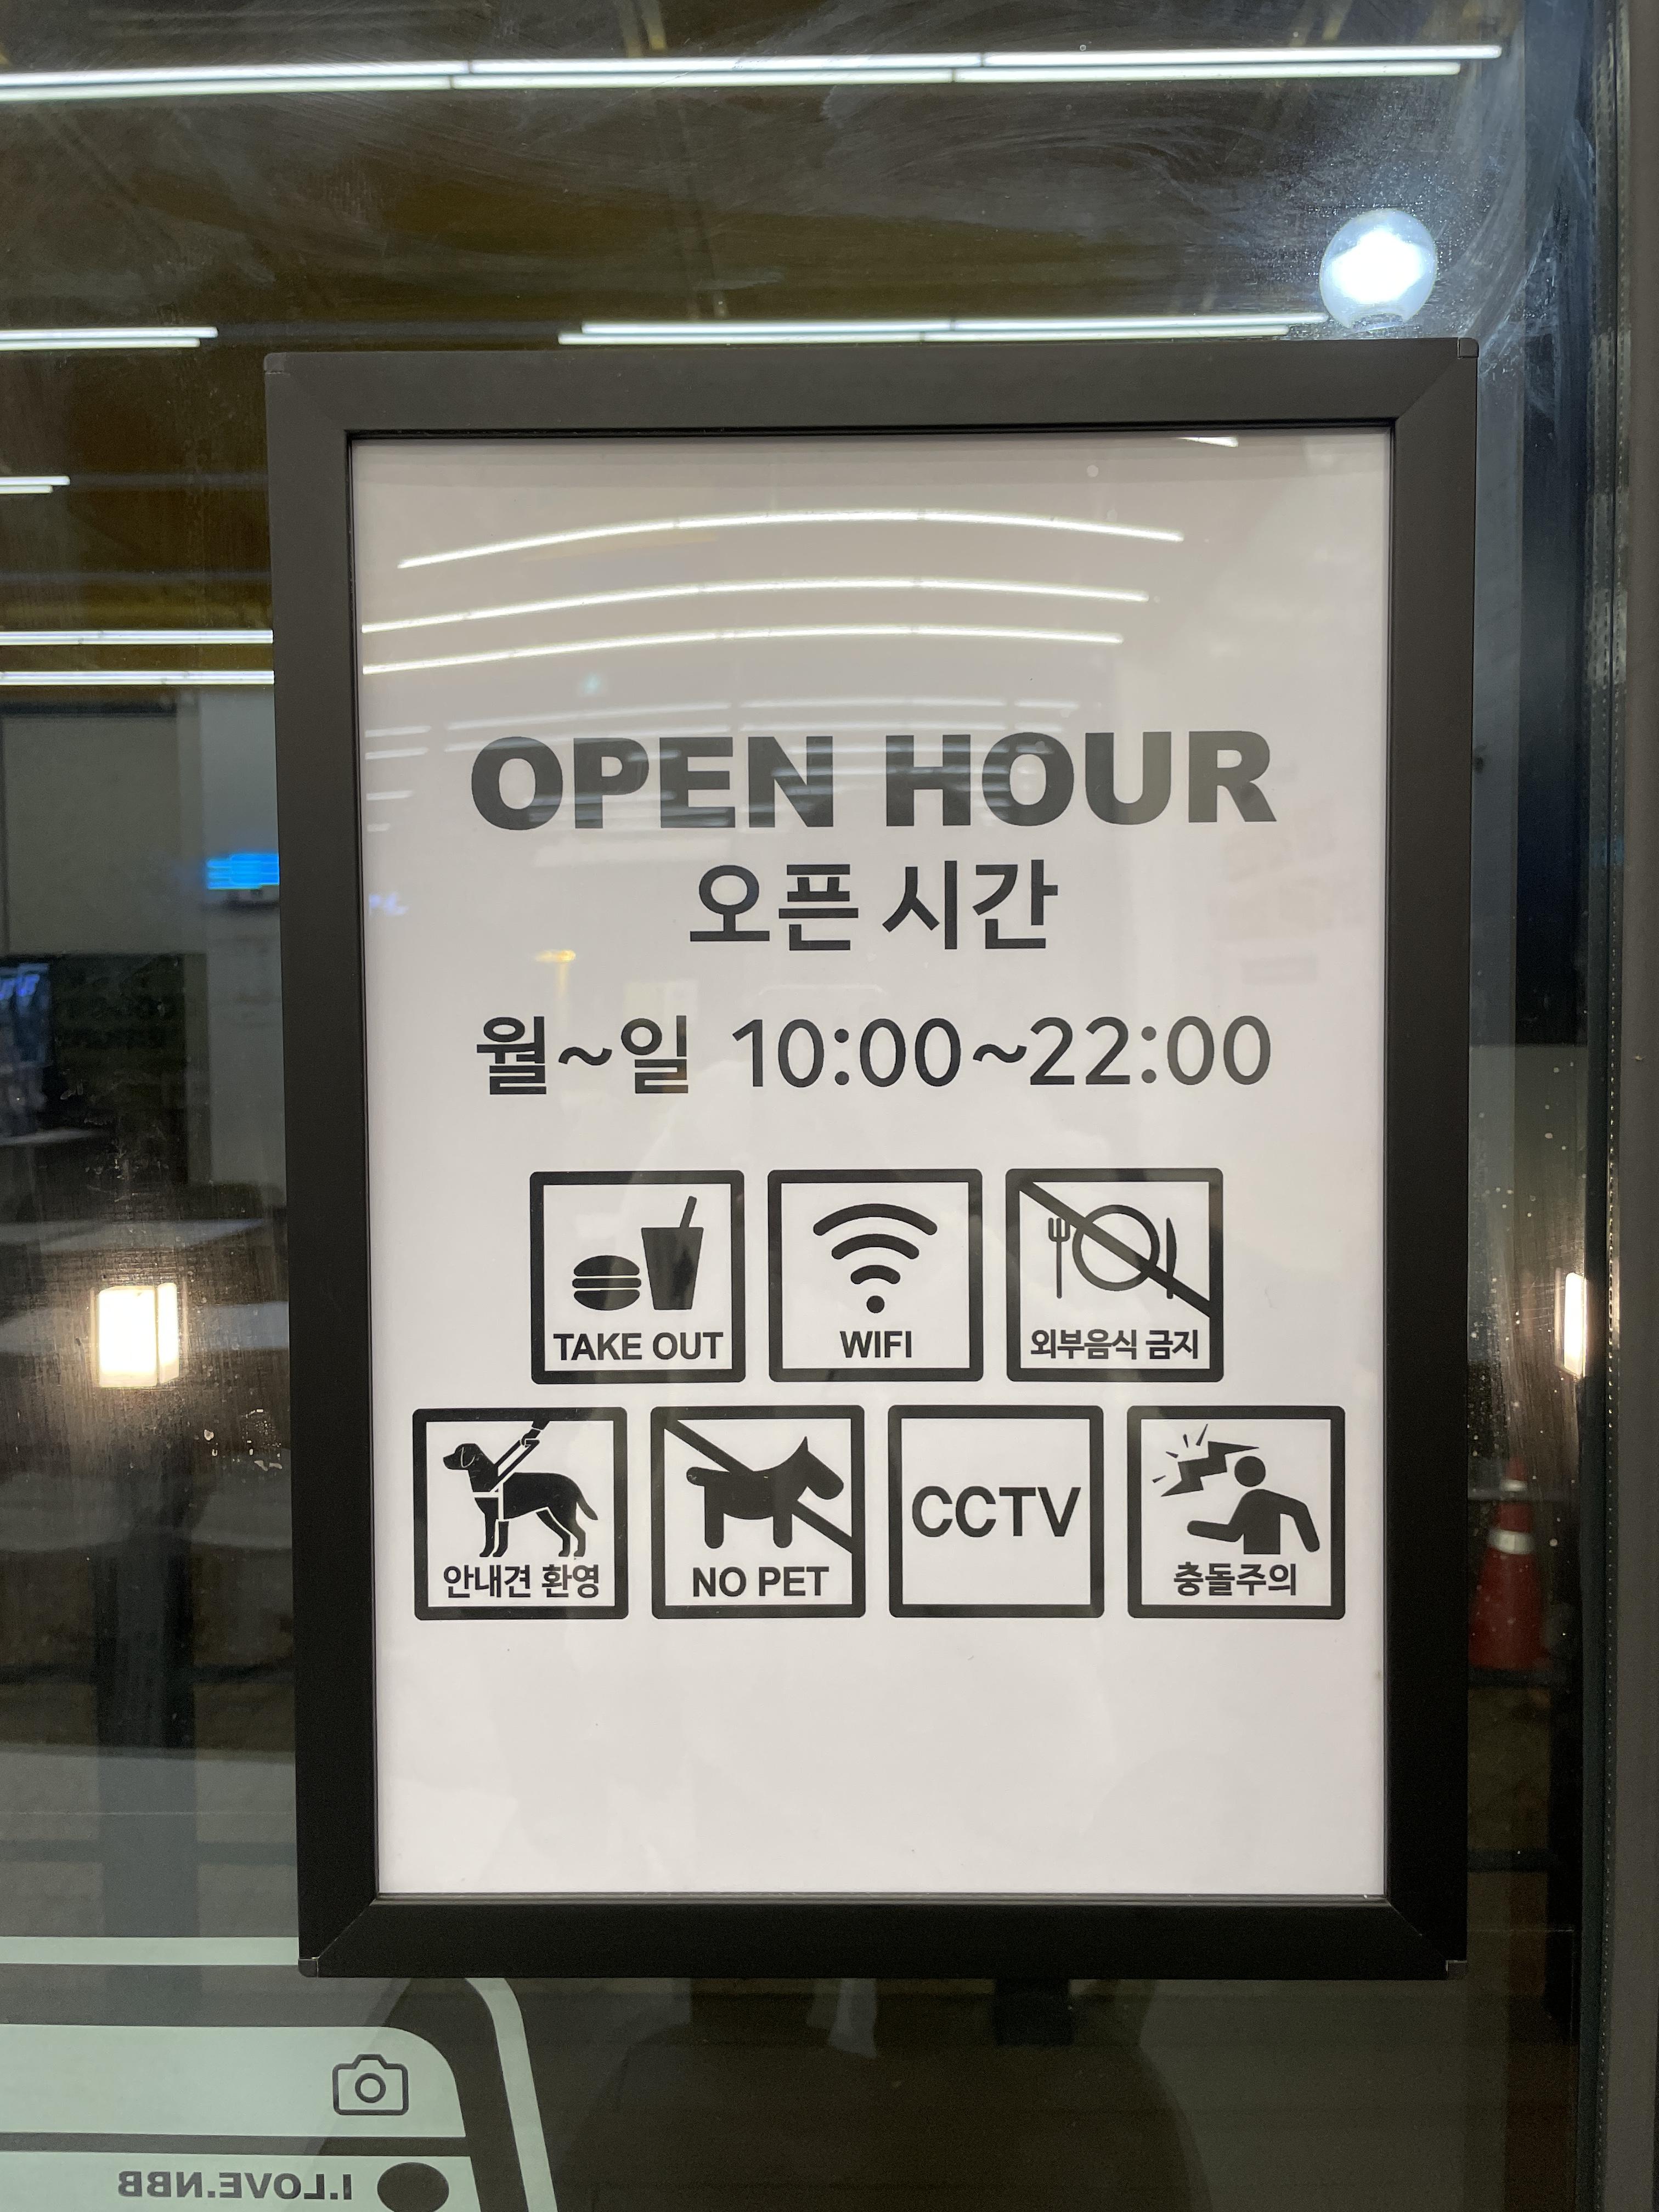 OPEN HOUR
오픈 시간
월~일 10:00~22:00
TAKE OUT
WIFI
외부음식 금지
안내견 환영
NO PET
CCTV
충돌주의
I.LOVE.NBB